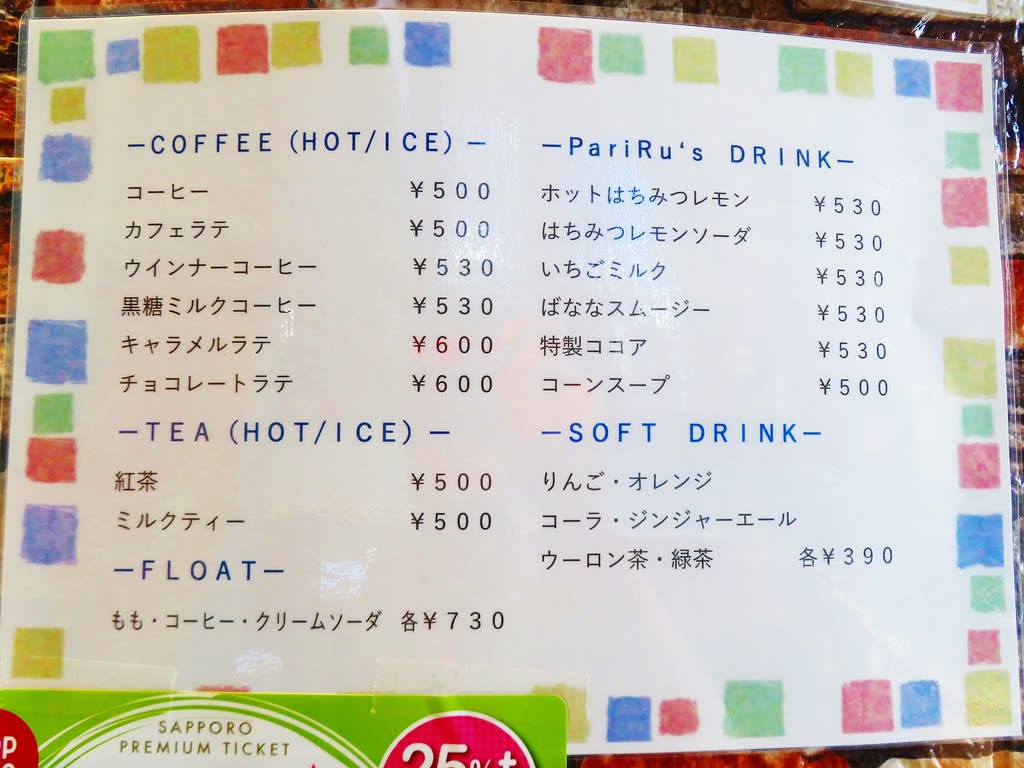 ―COFFEE (HOT/ICE)―
コーヒー ¥500
カフェラテ ¥500
ウインナーコーヒー ¥530
黒糖ミルクコーヒー ¥530
キャラメルラテ ¥600
チョコレートラテ ¥600
―TEA (HOT/ICE)―
紅茶 ¥500
ミルクティー ¥500
―FLOAT―
もも・コーヒー・クリームソーダ 各¥730
―PariRu‘s DRINK―
ホットはちみつレモン ¥530
はちみつレモンソーダ ¥530
いちごミルク ¥530
ばななスムージー ¥530
特製ココア ¥530
コーンスープ ¥500
―SOFT DRINK―
りんご・オレンジ
コーラ・ジンジャーエール
ウーロン茶・緑茶 各¥390
SAPPORO
PREMIUM TICKET
25%